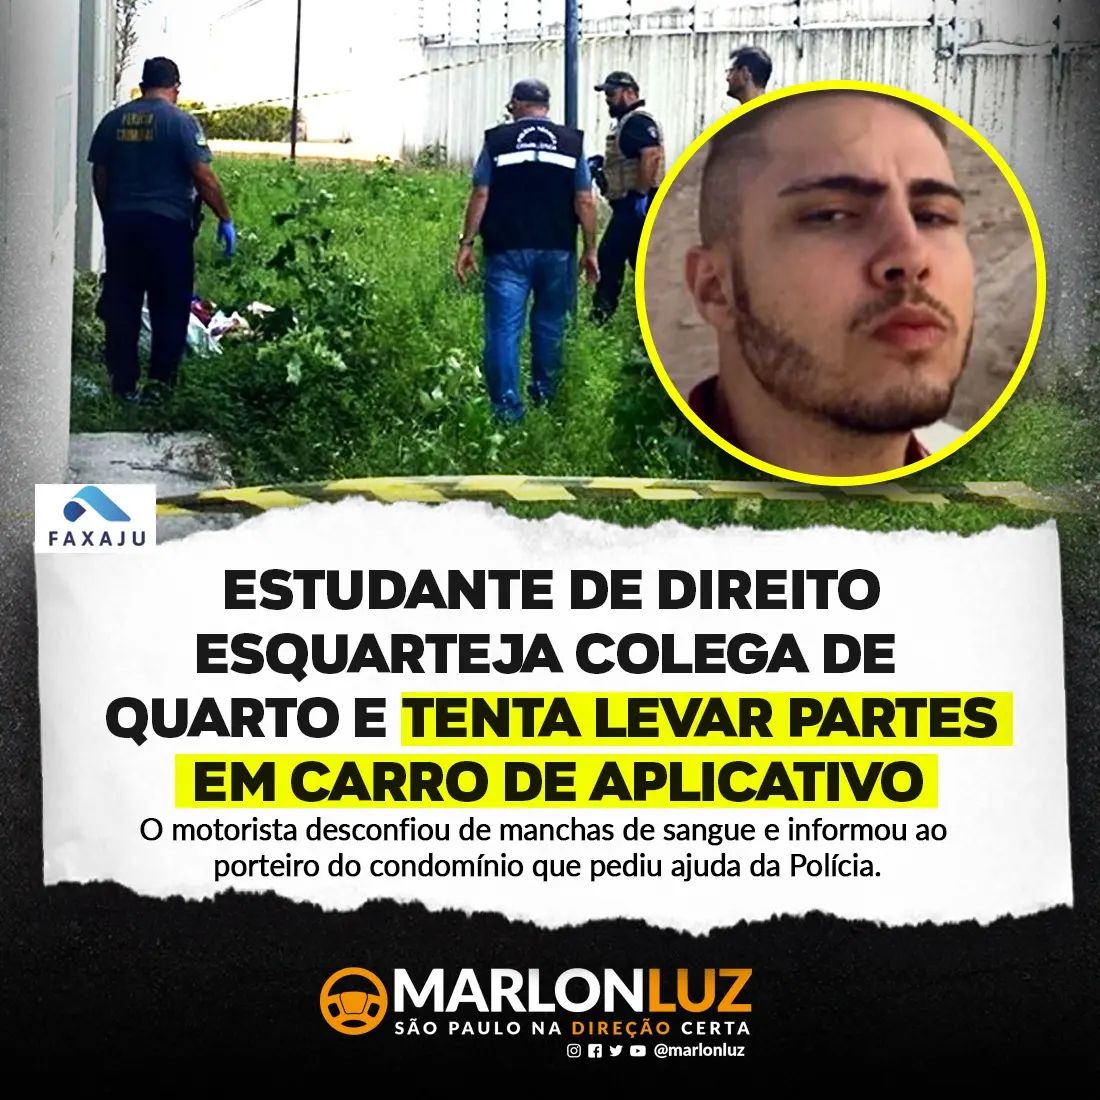 PERÍCIA
CRIMINAL
FAXAJU
ESTUDANTE DE DIREITO
ESQUARTEJA COLEGA DE
QUARTO E TENTA LEVAR PARTES
EM CARRO DE APLICATIVO
O motorista desconfiou de manchas de sangue e informou ao
porteiro do condomínio que pediu ajuda da Polícia.
MARLONLUZ
SÃO PAULO NA DIREÇÃO CERTA
@marlonluz